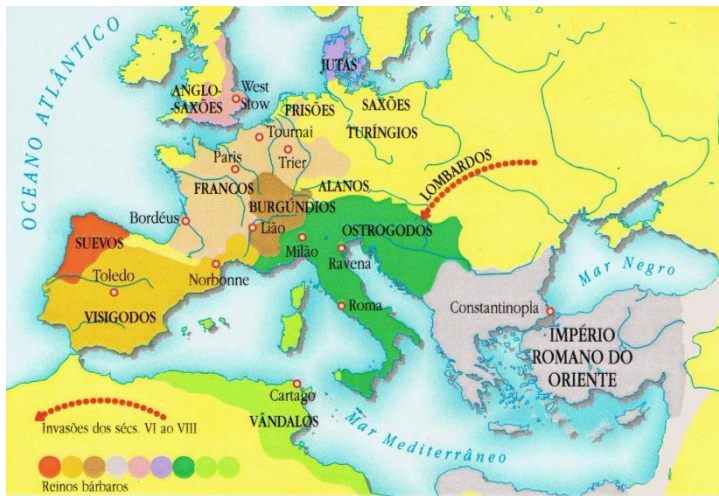 OCEANO ATLÂNTICO
JUTAS
ANGLO-
SAXÕES
West
Stow
FRISÕES
SAXÕES
TURÍNGIOS
Tournai
Paris
Trier
FRANCOS
ALANOS
LOMBARDOS
BURGÚNDIOS
Bordéus
Lião
OSTROGODOS
SUEVOS
Milão
Ravena
Mar Negro
Toledo
Norbonne
Roma
Constantinopla
VISIGODOS
IMPÉRIO
ROMANO DO
ORIENTE
Cartago
VÂNDALOS
Mar Mediterrâneo
Invasões dos sécs. VI ao VIII
Reinos bárbaros